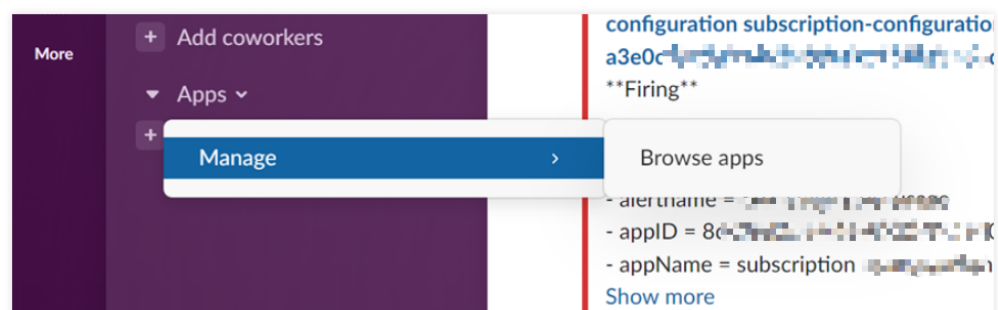 More
+ Add coworkers
Apps
+
Manage
Browse apps
configuration subscription-configuratio
a3e0c
**Firing**
- alertname =
- appID = 8
- appName = subscription
Show more